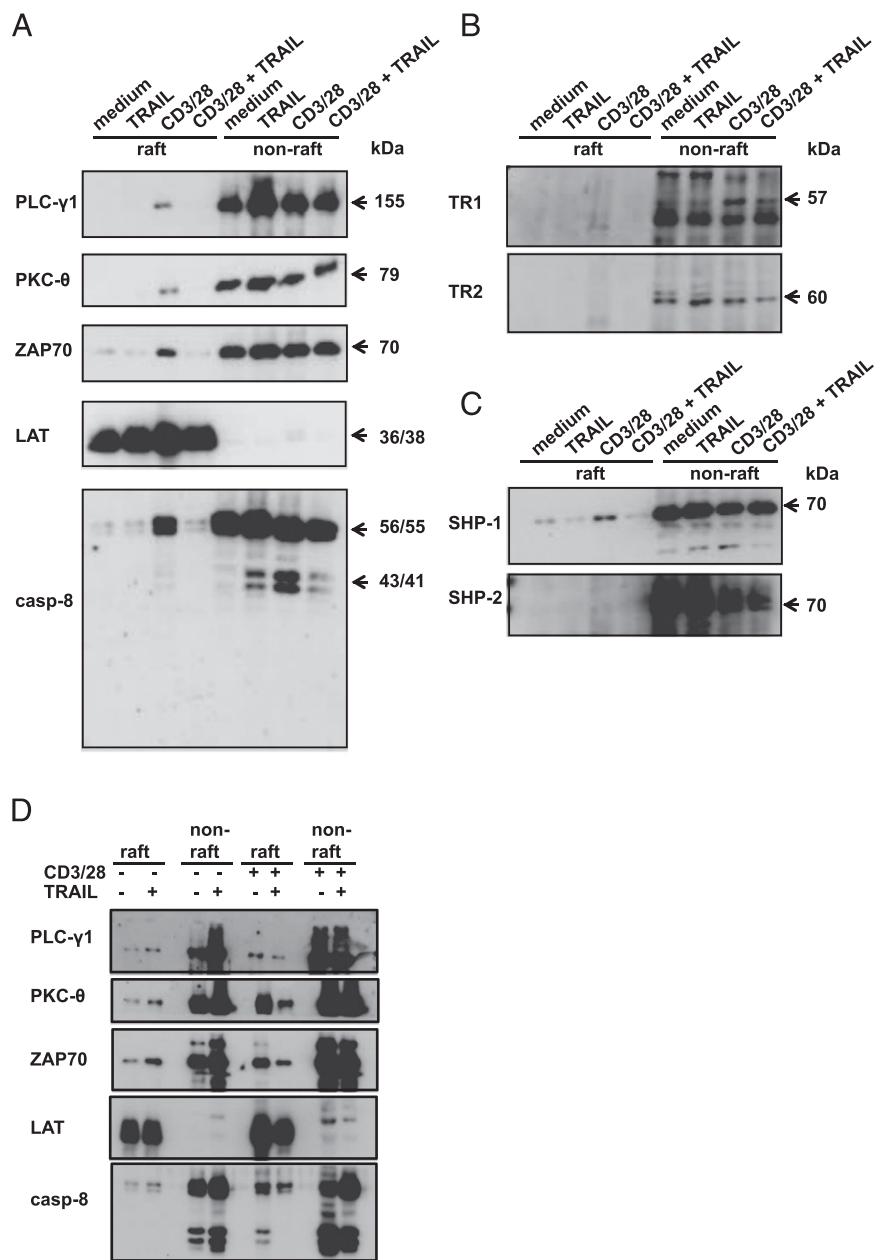 A
medium
TRAIL
CD3/28
CD3/28 + TRAIL
medium
TRAIL
CD3/28
CD3/28 + TRAIL
raft
non-raft
kDa
PLC-γ1
155
PKC-θ
79
ZAP70
70
LAT
36/38
casp-8
56/55
43/41
B
medium
TRAIL
CD3/28
CD3/28 + TRAIL
medium
TRAIL
CD3/28
CD3/28 + TRAIL
raft
non-raft
kDa
TR1
57
TR2
60
C
medium
TRAIL
CD3/28
CD3/28 + TRAIL
medium
TRAIL
CD3/28
CD3/28 + TRAIL
raft
non-raft
kDa
SHP-1
70
SHP-2
70
D
raft
non-
raft
raft
non-
raft
CD3/28 - - - - + + + +
TRAIL - + - + - + - +
PLC-γ1
PKC-θ
ZAP70
LAT
casp-8